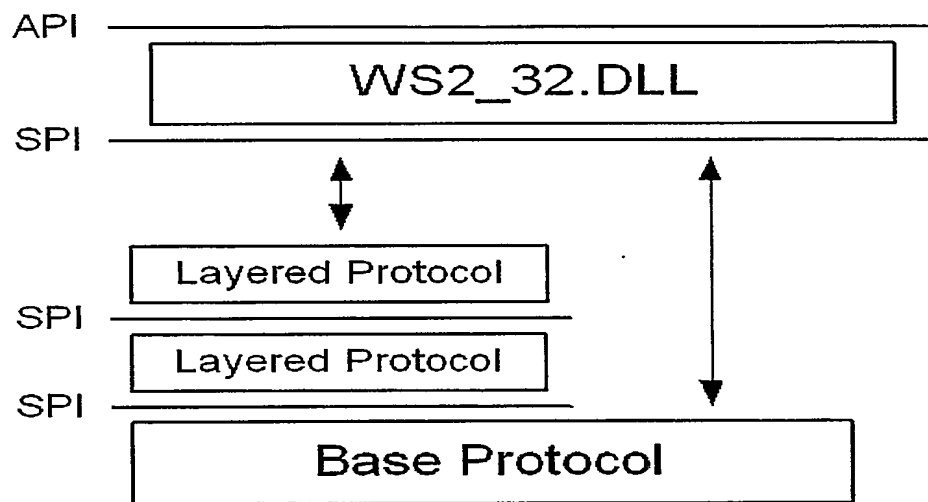 API
WS2_32.DLL
SPI
Layered Protocol
SPI
Layered Protocol
SPI
Base Protocol